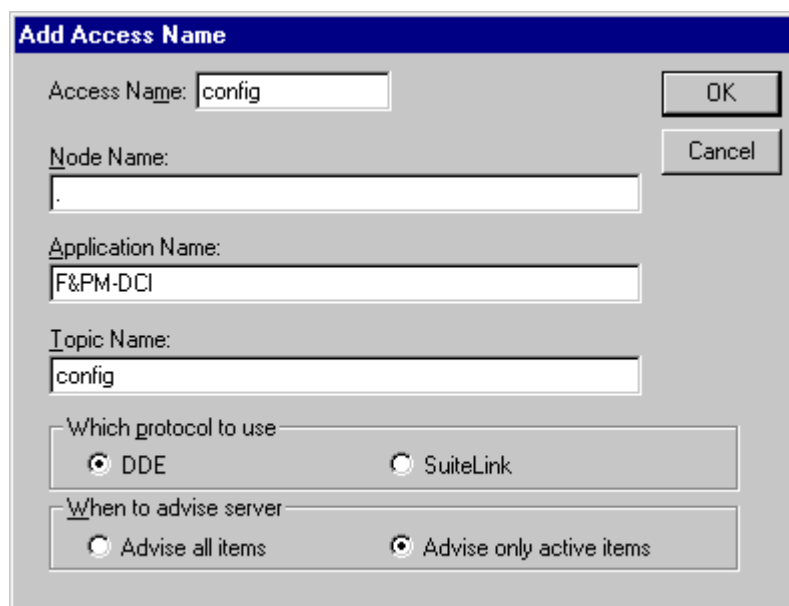 Add Access Name
Access Name: config
OK
Cancel
Node Name:
.
Application Name:
F&PM-DCI
Topic Name:
config
Which protocol to use
DDE SuiteLink
When to advise server
Advise all items Advise only active items